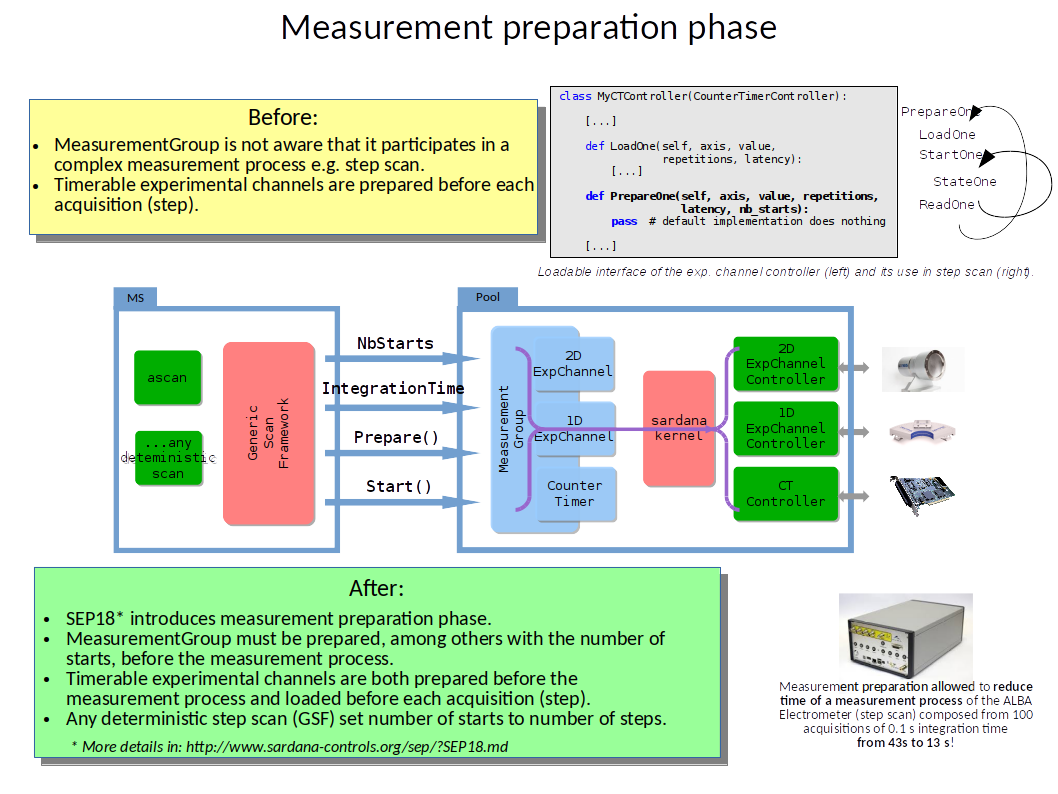 Measurement preparation phase
Before:
• MeasurementGroup is not aware that it participates in a
complex measurement process e.g. step scan.
• Timerable experimental channels are prepared before each
acquisition (step).
class MyCTController(CounterTimerController):
[...]
def LoadOne(self, axis, value,
repetitions, latency):
[...]
def PrepareOne(self, axis, value, repetitions,
latency, nb_starts):
pass # default implementation does nothing
[...]
PrepareOne
LoadOne
StartOne
StateOne
ReadOne
Loadable interface of the exp. channel controller (left) and its use in step scan (right).
MS
ascan
...any
deteministic
scan
Generic
Scan
Framework
NbStarts
IntegrationTime
Prepare()
Start()
Pool
Measurement
Group
2D
ExpChannel
1D
ExpChannel
Counter
Timer
sardana
kernel
2D
ExpChannel
Controller
1D
ExpChannel
Controller
CT
Controller
After:
• SEP18* introduces measurement preparation phase.
• MeasurementGroup must be prepared, among others with the number of
starts, before the measurement process.
• Timerable experimental channels are both prepared before the
measurement process and loaded before each acquisition (step).
• Any deterministic step scan (GSF) set number of starts to number of steps.
* More details in: http://www.sardana-controls.org/sep/?SEP18.md
Measurement preparation allowed to reduce
time of a measurement process of the ALBA
Electrometer (step scan) composed from 100
acquisitions of 0.1 s integration time
from 43s to 13 s!